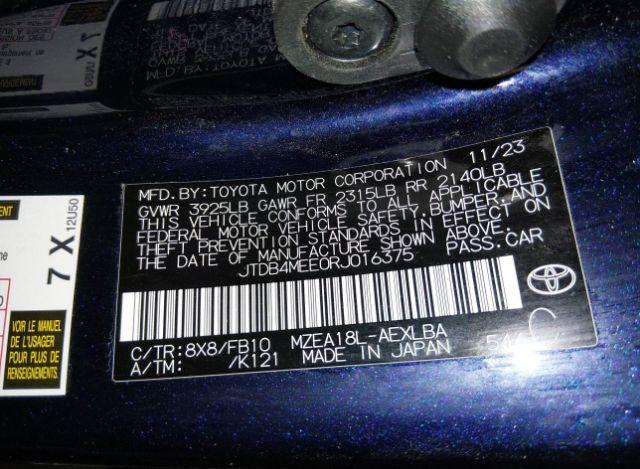 MFD. BY: TOYOTA MOTOR CORPORATION 11/23
GVWR 3925LB GAWR FR 2315LB RR 2140LB
THIS VEHICLE CONFORMS TO ALL APPLICABLE
FEDERAL MOTOR VEHICLE SAFETY, BUMPER, AND
THEFT PREVENTION STANDARDS IN EFFECT ON
THE DATE OF MANUFACTURE SHOWN ABOVE.
JTDB4MEE0RJ016375 PASS. CAR
C/TR: 8X8/FB10 MZEA18L-AEXLBA
A/TM: /K121 MADE IN JAPAN
TOYOTA
7 X
12U50
LE MANUEL
DE L'USAGER
POUR PLUS DE
RENSEIGNEMENTS.